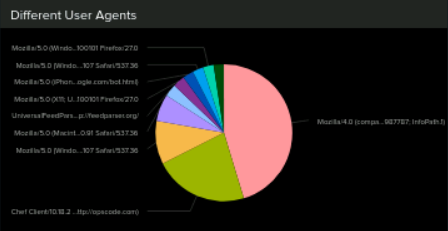 Different User Agents
Mozilla/5.0 (Windo...100101 Firefox/27.0
Mozilla/5.0 (Windo...107 Safari/537.36
Mozilla/5.0 (iPhon...ogle.com/bot.html)
Mozilla/5.0 (X11; U...100101 Firefox/27.0
UniversalFeedPars...p://feedparser.org/
Mozilla/5.0 (Macint...0.91 Safari/537.36
Mozilla/5.0 (Windo...107 Safari/537.36
Mozilla/4.0 (compa...987787; InfoPath.1)
Chef Client/10.18.2 ...ttp://opscode.com)